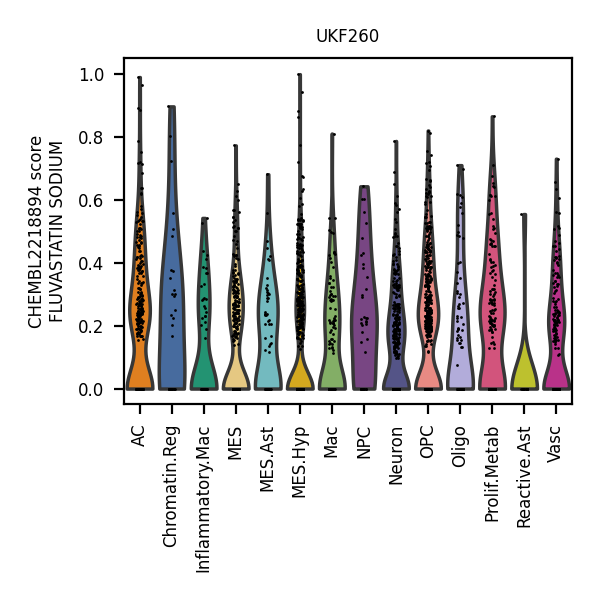 UKF260
CHEMBL2218894 score
FLUVASTATIN SODIUM
1.0
0.8
0.6
0.4
0.2
0.0
AC
Chromatin.Reg
Inflammatory.Mac
MES
MES.Ast
MES.Hyp
Mac
NPC
Neuron
OPC
Oligo
Prolif.Metab
Reactive.Ast
Vasc